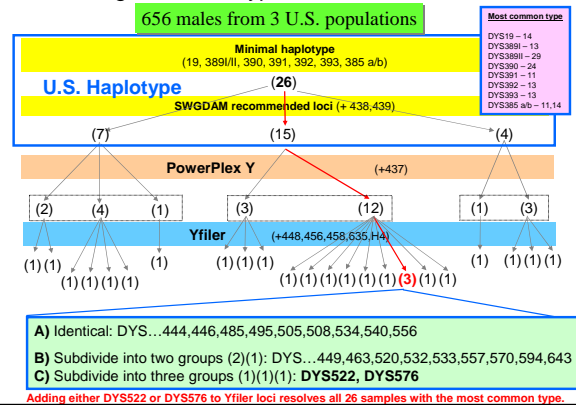 656 males from 3 U.S. populations
Most common type
DYS19 – 14
DYS389I – 13
DYS389II – 29
DYS390 – 24
DYS391 – 11
DYS392 – 13
DYS393 – 13
DYS385 a/b – 11,14
Minimal haplotype
(19, 389I/II, 390, 391, 392, 393, 385 a/b)
U.S. Haplotype
(26)
SWGDAM recommended loci (+ 438,439)
(7) (15) (4)
PowerPlex Y (+437)
(2) (4) (1) (3) (12) (1) (3)
Yfiler (+448,456,458,635,H4)
(1)(1) (1)(1)(1)(1) (1) (1)(1)(1) (1)(1)(1)(1)(1)(1)(1)(3)(1)(1) (1) (1)(1)(1)
A) Identical: DYS…444,446,485,495,505,508,534,540,556
B) Subdivide into two groups (2)(1): DYS…449,463,520,532,533,557,570,594,643
C) Subdivide into three groups (1)(1)(1): DYS522, DYS576
Adding either DYS522 or DYS576 to Yfiler loci resolves all 26 samples with the most common type.